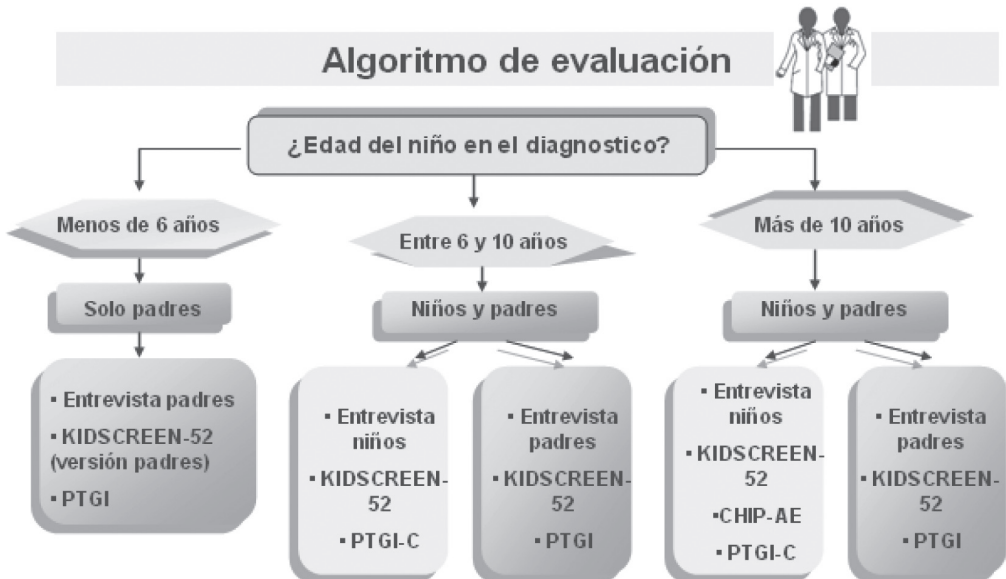 Algoritmo de evaluación
¿Edad del niño en el diagnostico?
Menos de 6 años
Entre 6 y 10 años
Más de 10 años
Solo padres
Niños y padres
Niños y padres
▪ Entrevista padres
▪ KIDSCREEN-52
(versión padres)
▪ PTGI
▪ Entrevista
niños
▪ KIDSCREEN-
52
▪ PTGI-C
▪ Entrevista
padres
▪ KIDSCREEN-
52
▪ PTGI
▪ Entrevista
niños
▪ KIDSCREEN-
52
▪CHIP-AE
▪ PTGI-C
▪ Entrevista
padres
▪ KIDSCREEN-
52
▪ PTGI